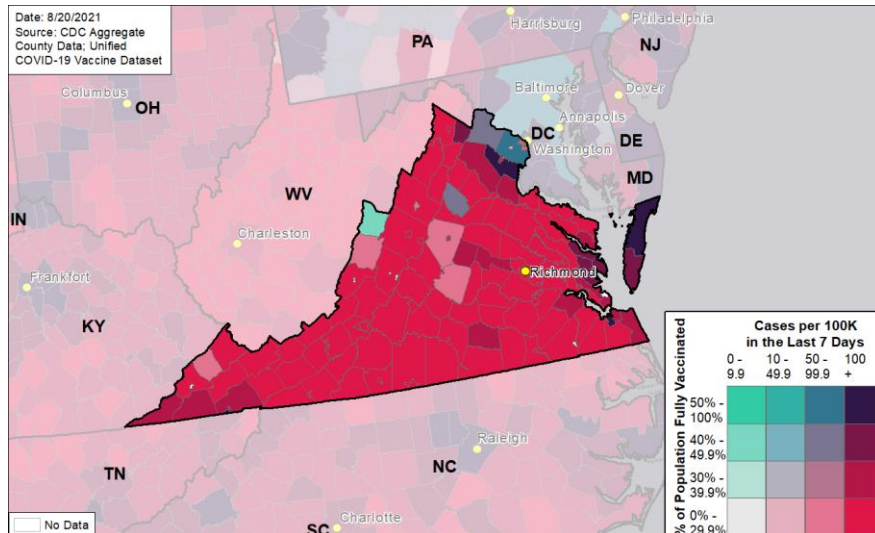 Date: 8/20/2021
Source: CDC Aggregate
County Data; Unified
COVID-19 Vaccine Dataset
Harrisburg
Philadelphia
PA
NJ
Columbus
OH
Baltimore
Dover
Annapolis
DC
Washington
DE
MD
WV
IN
Charleston
Frankfort
Richmond
KY
Raleigh
TN
NC
Charlotte
SC
No Data
Cases per 100K
in the Last 7 Days
0 -
9.9
10 -
49.9
50 -
99.9
100
+
% of Population Fully Vaccinated
50% -
100%
40% -
49.9%
30% -
39.9%
0% -
29.9%